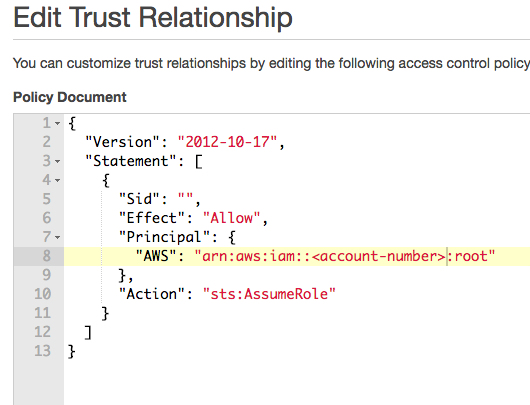 Edit Trust Relationship
You can customize trust relationships by editing the following access control policy
Policy Document
1 {
2   "Version": "2012-10-17",
3   "Statement": [
4     {
5       "Sid": "",
6       "Effect": "Allow",
7       "Principal": {
8         "AWS": "arn:aws:iam::<account-number>:root"
9       },
10       "Action": "sts:AssumeRole"
11     }
12   ]
13 }